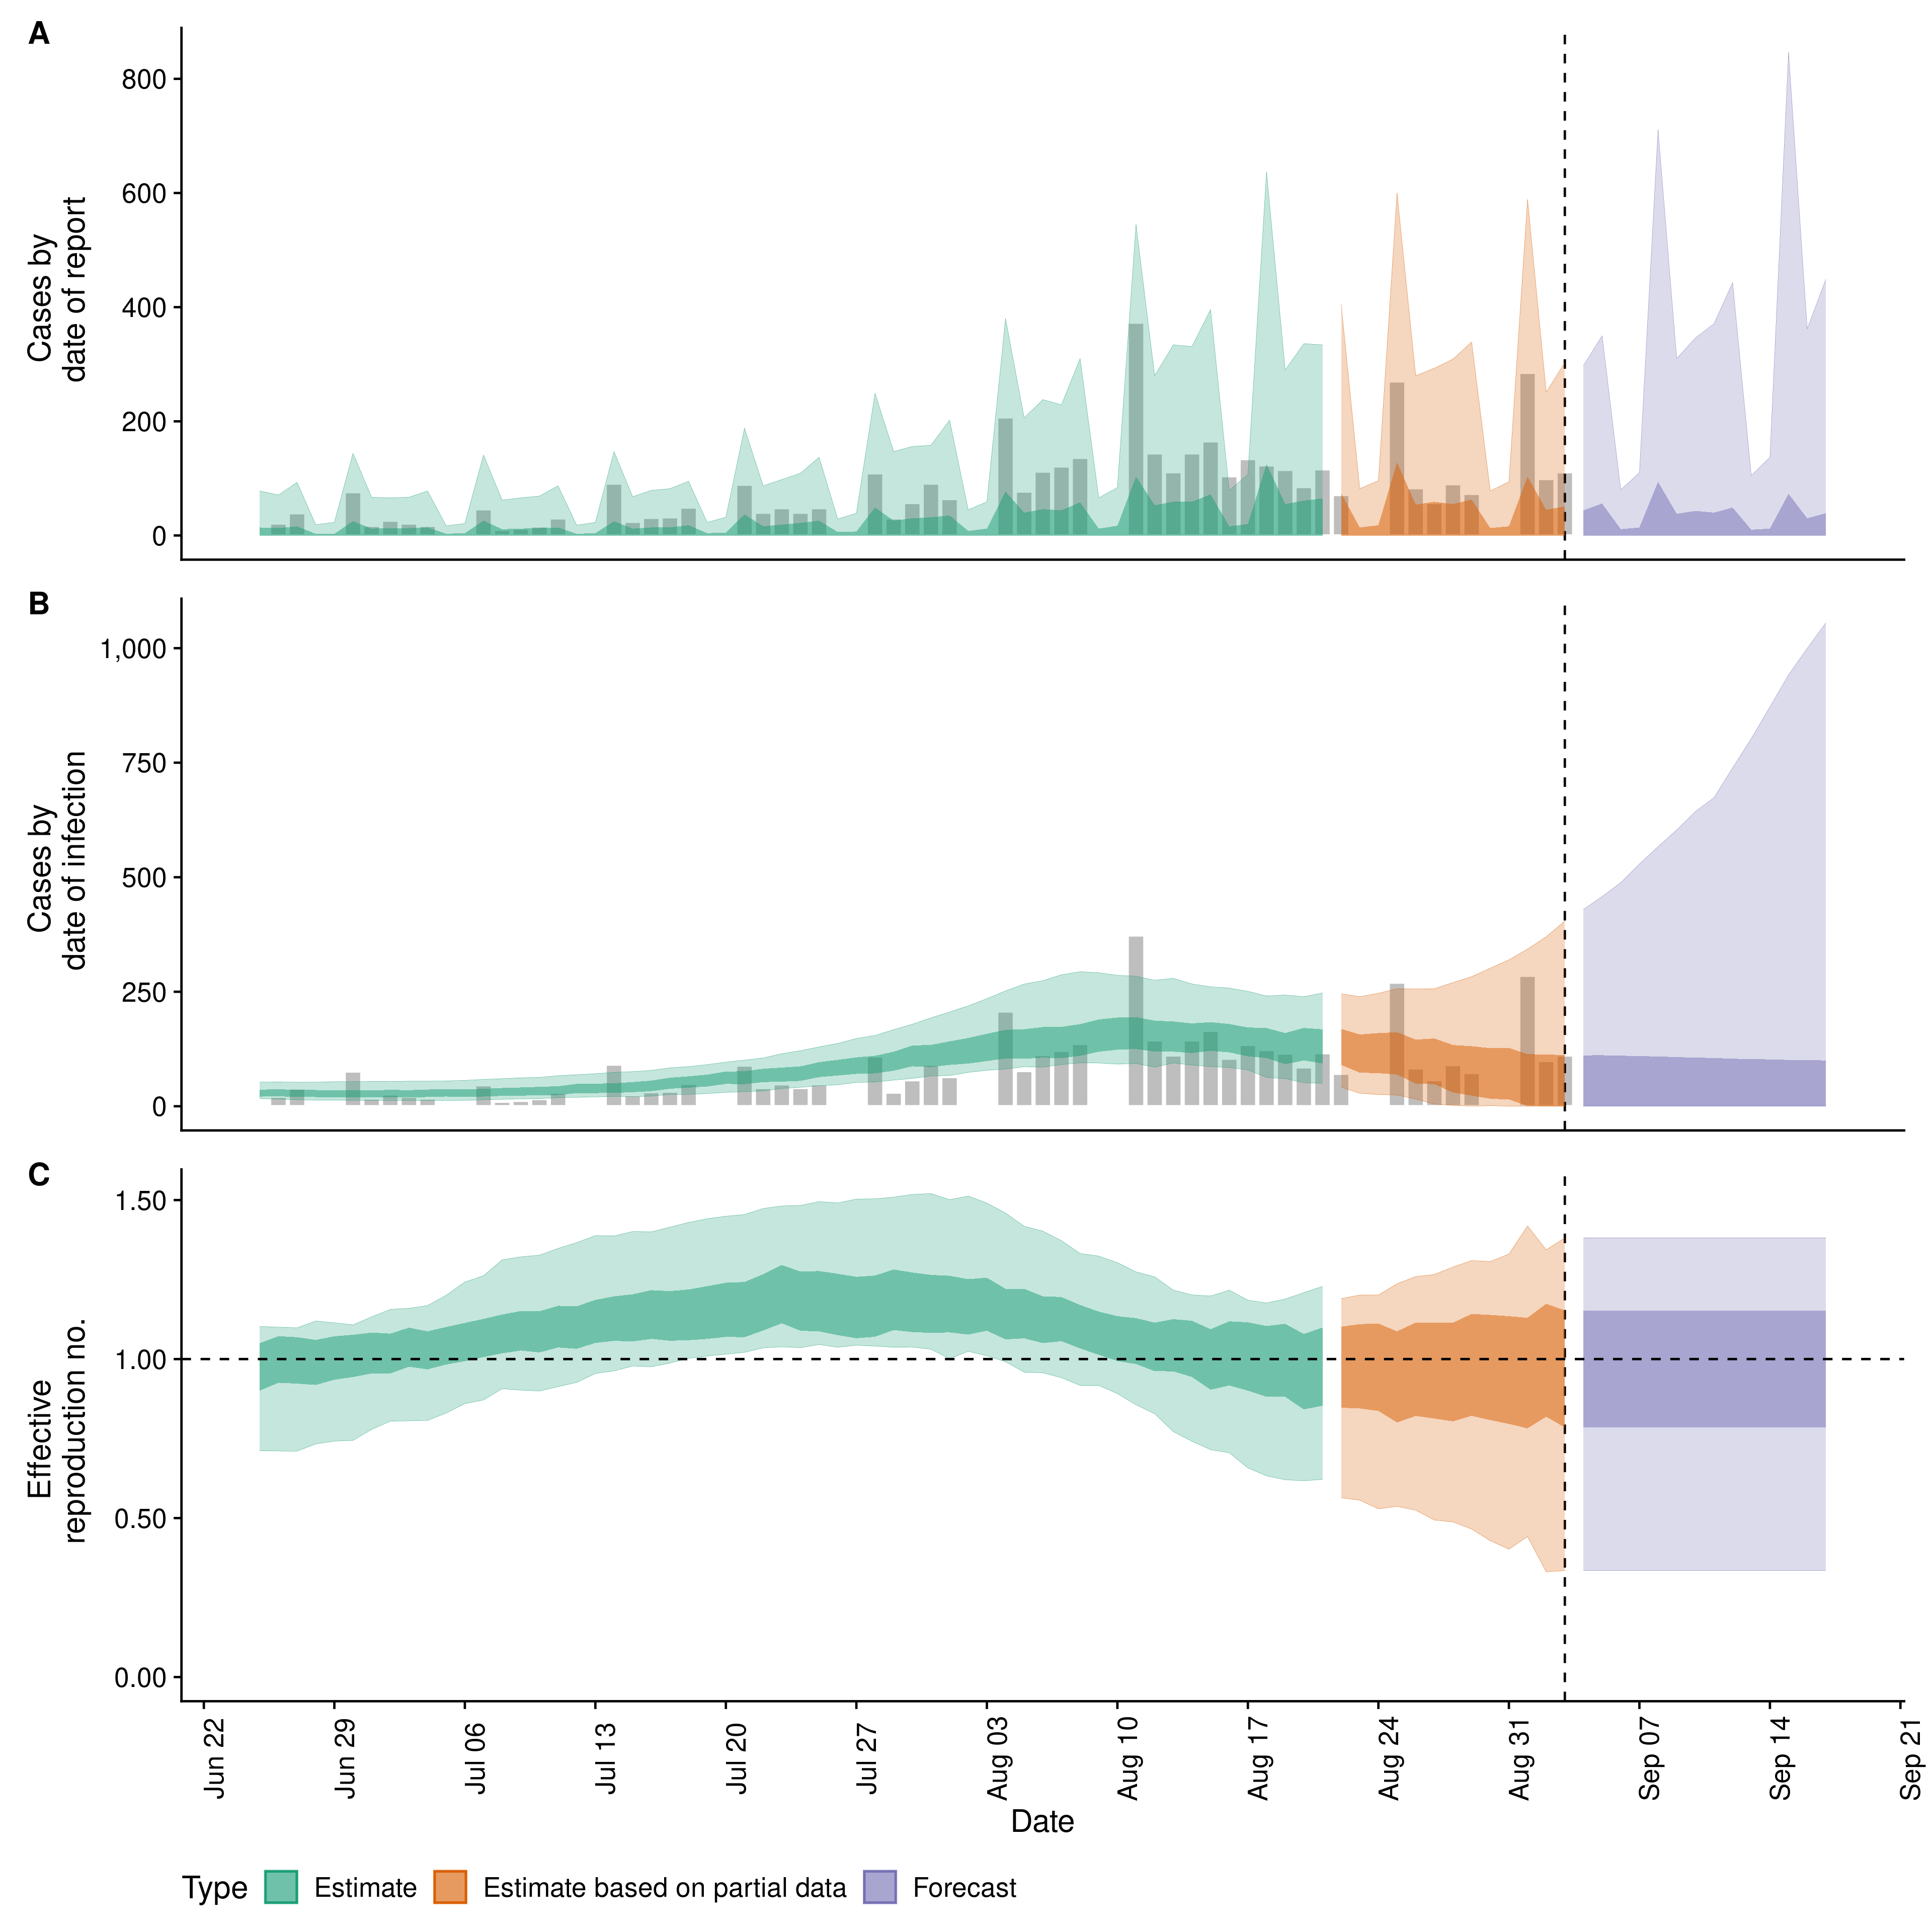 A
800
600
400
200
0
Cases by
date of report
B
1,000
750
500
250
0
Cases by
date of infection
C
1.50
1.00
0.50
0.00
Effective
reproduction no.
Jun 22
Jun 29
Jul 06
Jul 13
Jul 20
Jul 27
Aug 03
Aug 10
Aug 17
Aug 24
Aug 31
Sep 07
Sep 14
Sep 21
Date
Type Estimate Estimate based on partial data Forecast